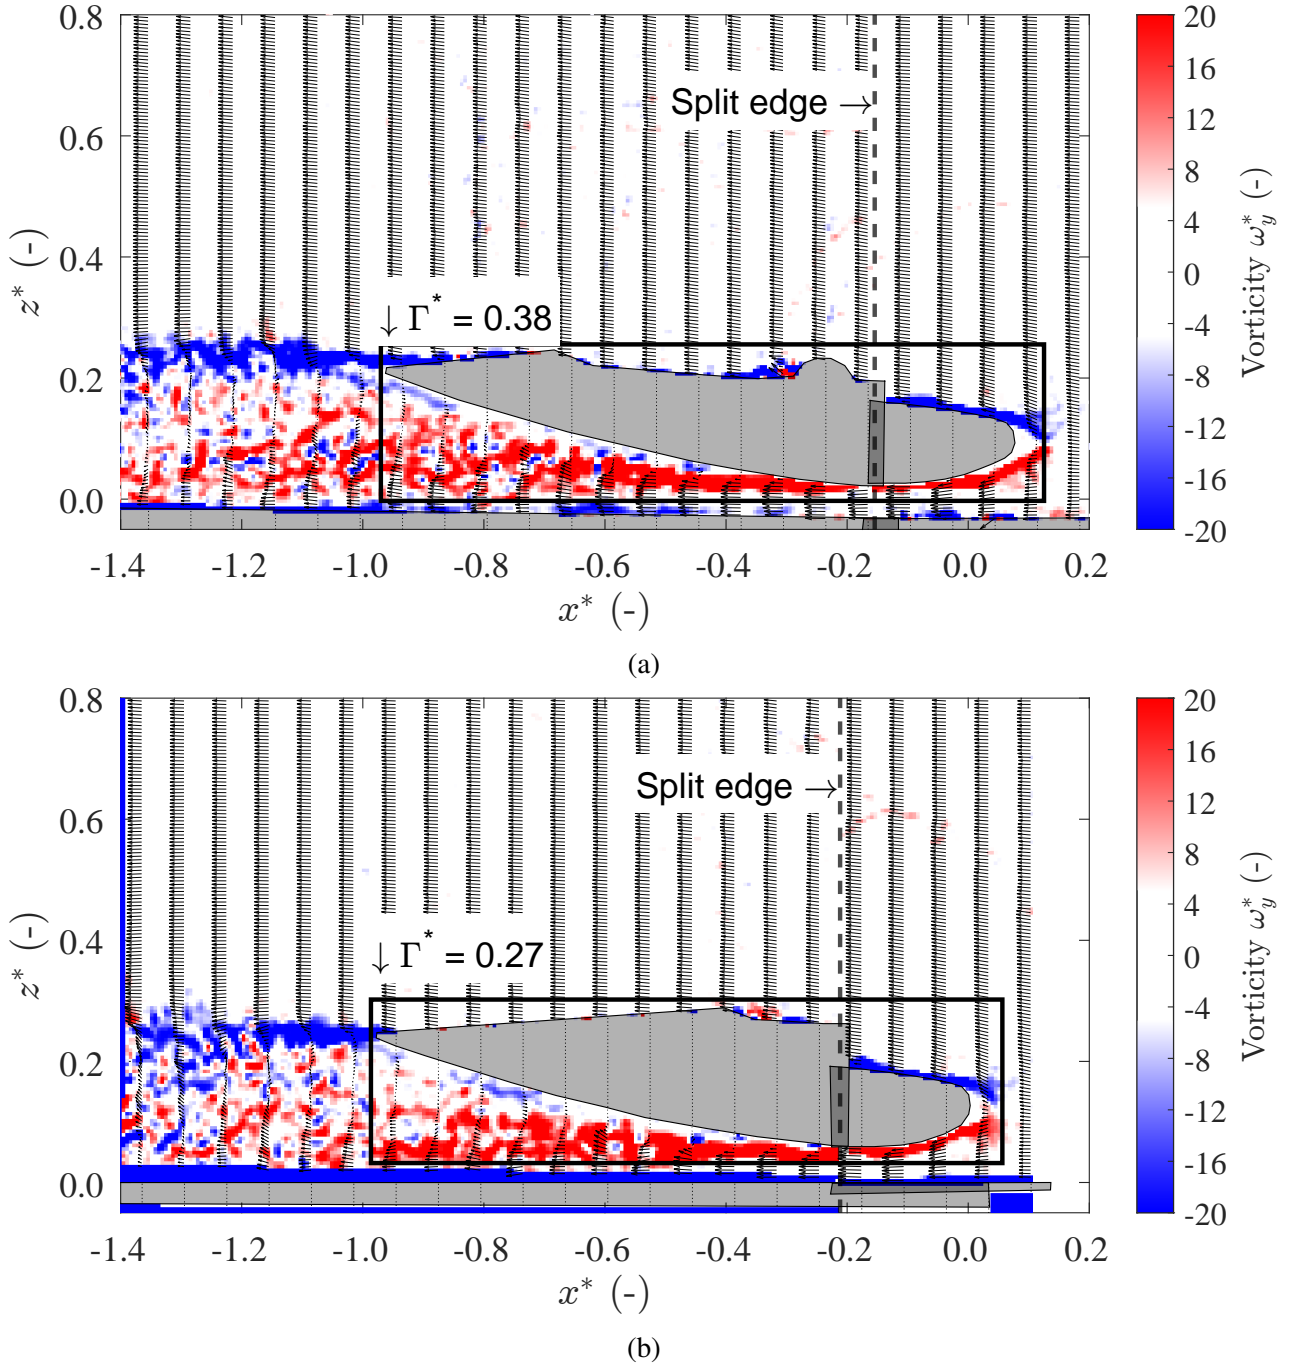 0.8
0.6
0.4
0.2
0.0
z* (-)
Split edge →
↓ Γ* = 0.38
-1.4 -1.2 -1.0 -0.8 -0.6 -0.4 -0.2 0.0 0.2
x* (-)
20
16
12
8
4
0
-4
-8
-12
-16
-20
Vorticity ω*y (-)
(a)
0.8
0.6
0.4
0.2
0.0
z* (-)
Split edge →
↓ Γ* = 0.27
-1.4 -1.2 -1.0 -0.8 -0.6 -0.4 -0.2 0.0 0.2
x* (-)
20
16
12
8
4
0
-4
-8
-12
-16
-20
Vorticity ω*y (-)
(b)